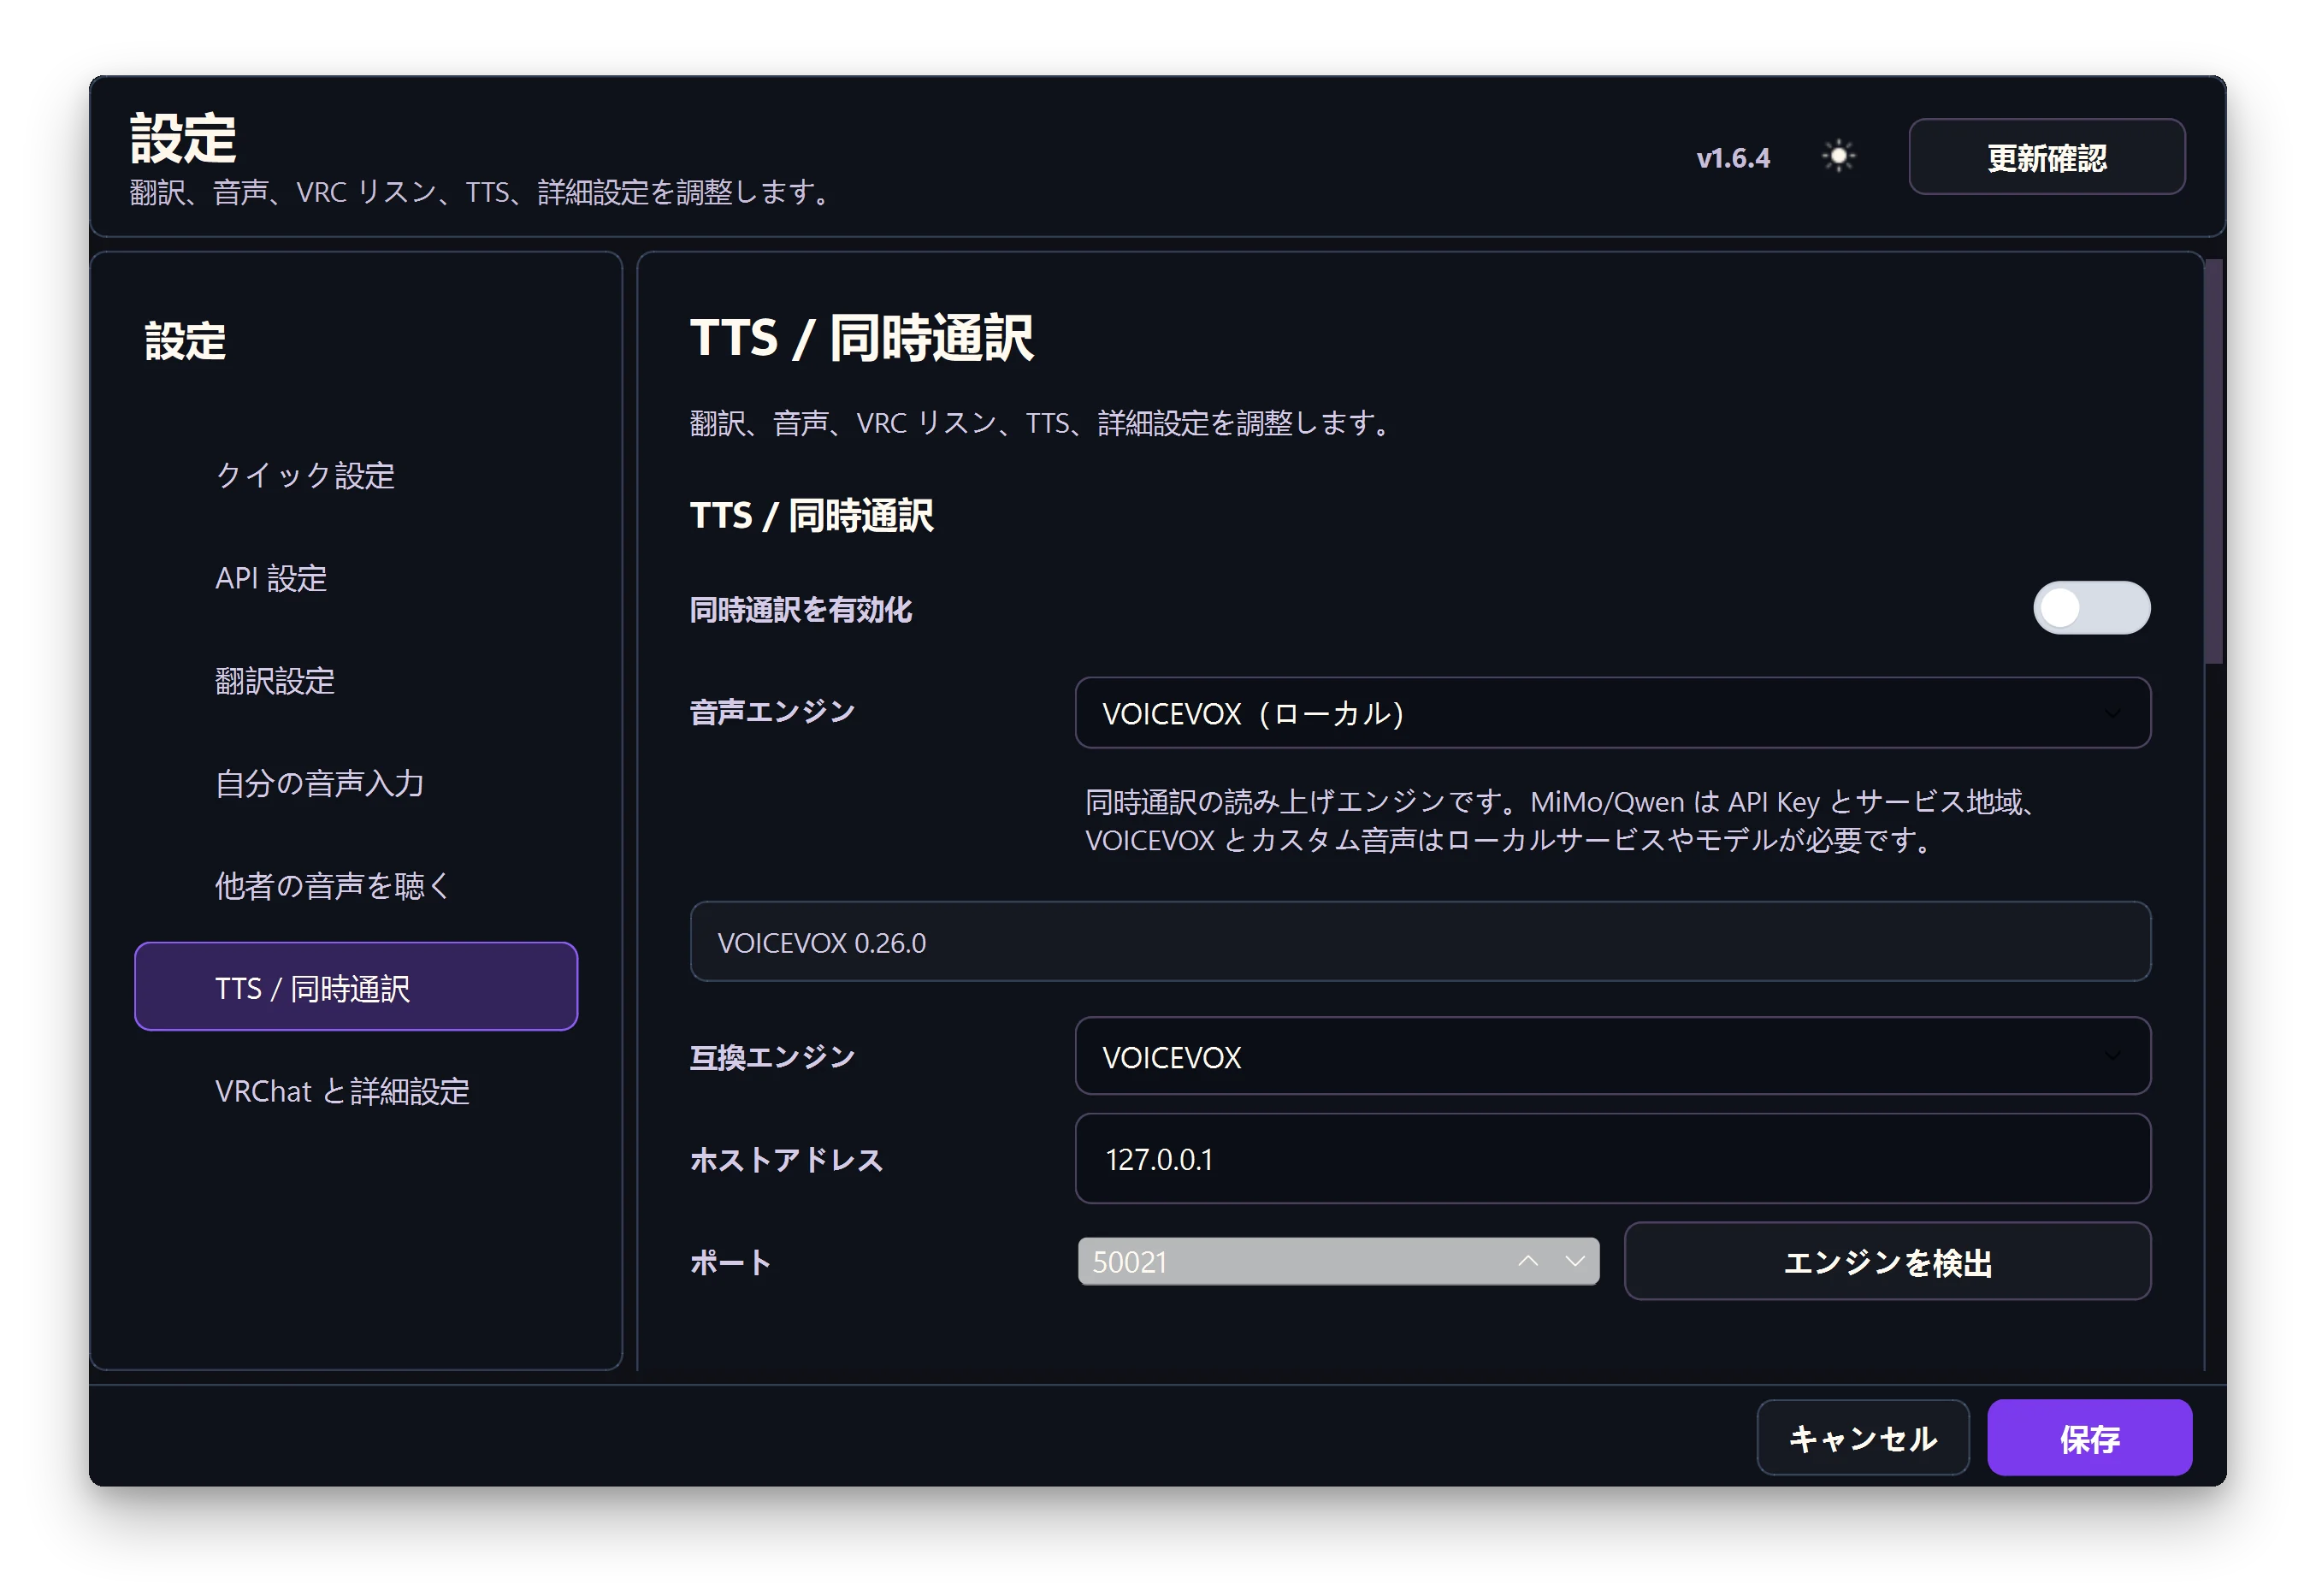 設定
翻訳、音声、VRC リスン、TTS、詳細設定を調整します。
v1.6.4
更新確認
設定
クイック設定
API 設定
翻訳設定
自分の音声入力
他者の音声を聴く
TTS / 同時通訳
VRChat と詳細設定
TTS / 同時通訳
翻訳、音声、VRC リスン、TTS、詳細設定を調整します。
TTS / 同時通訳
同時通訳を有効化
音声エンジン
VOICEVOX（ローカル）
同時通訳の読み上げエンジンです。MiMo/Qwen は API Key とサービス地域、
VOICEVOX とカスタム音声はローカルサービスやモデルが必要です。
VOICEVOX 0.26.0
互換エンジン
VOICEVOX
ホストアドレス
127.0.0.1
ポート
50021
エンジンを検出
キャンセル
保存